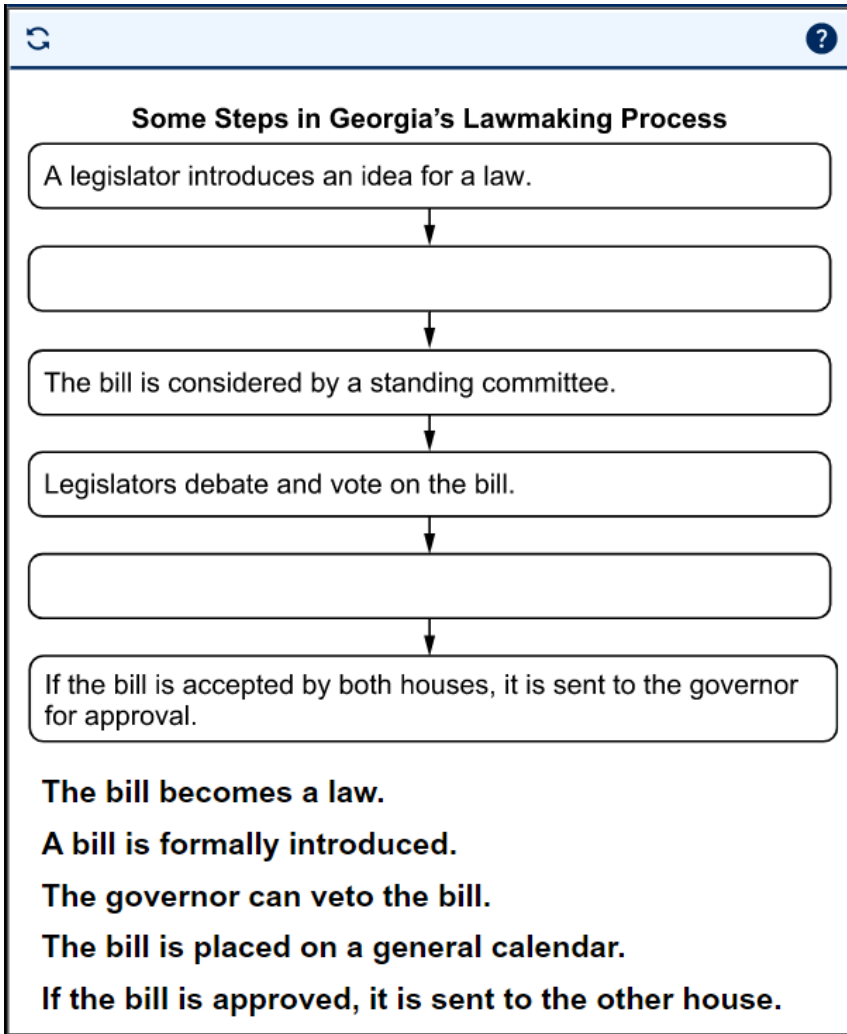 ?
Some Steps in Georgia’s Lawmaking Process
A legislator introduces an idea for a law.
The bill is considered by a standing committee.
Legislators debate and vote on the bill.
If the bill is accepted by both houses, it is sent to the governor
for approval.
The bill becomes a law.
A bill is formally introduced.
The governor can veto the bill.
The bill is placed on a general calendar.
If the bill is approved, it is sent to the other house.